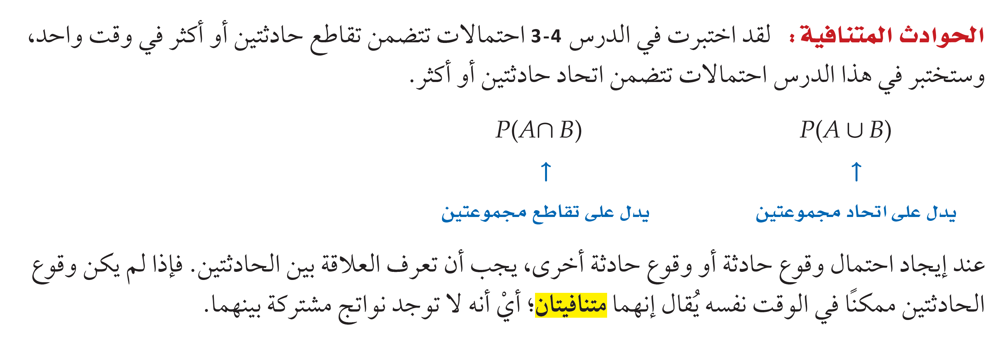 الحوادث المتنافية: لقد اختبرت في الدرس 4-3 احتمالات تتضمن تقاطع حادثتين أو أكثر في وقت واحد،
وستختبر في هذا الدرس احتمالات تتضمن اتحاد حادثتين أو أكثر.
P(A ∪ B)
P(A∩ B)
↑
↑
يدل على اتحاد مجموعتين
يدل على تقاطع مجموعتين
عند إيجاد احتمال وقوع حادثة أو وقوع حادثة أخرى، يجب أن تعرف العلاقة بين الحادثتين. فإذا لم يكن وقوع
الحادثتين ممكنًا في الوقت نفسه يُقال إنهما متنافيتان؛ أيْ أنه لا توجد نواتج مشتركة بينهما.